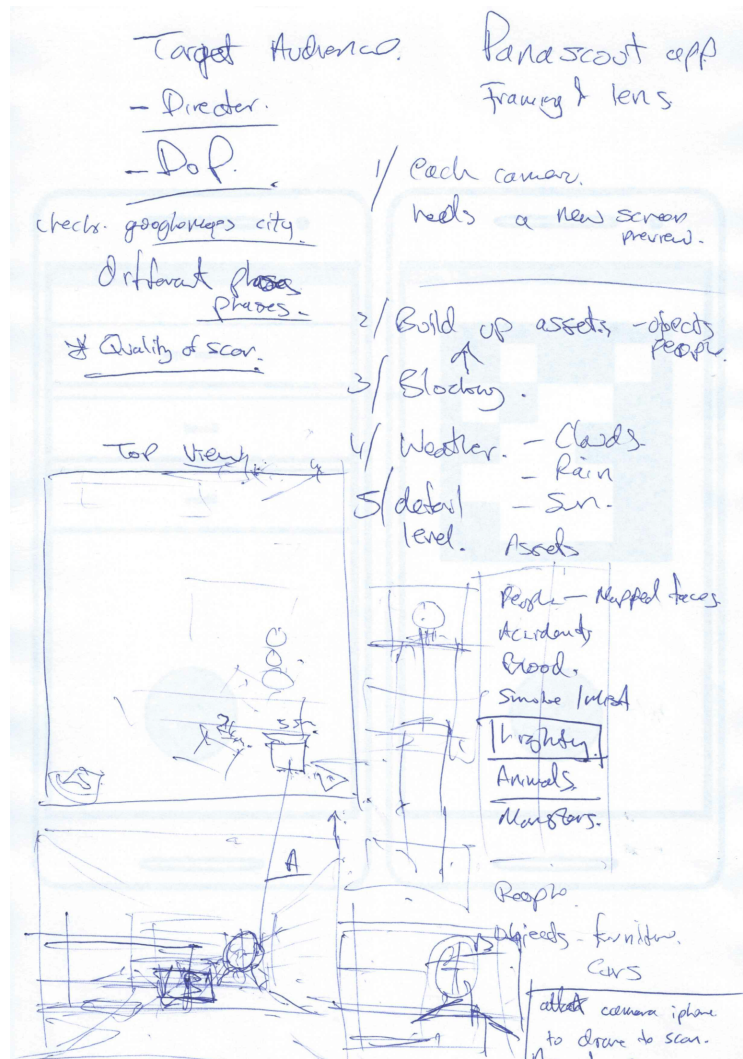 Target Audience.
- Director.
- DoP.
check. googlemaps city.
Different phases
phases.
* Quality of scan.
Panascout app
Framing & lens
1/ each camera.
needs a new screen
preview.
2/ Build up assets - objects
people.
3/ Blocking.
4/ Weather. - Clouds.
- Rain
- Sun.
5/ detail
level.
Top View
A
Assets
People - Mapped faces.
Accidents
Blood.
Smoke / Mist
Lighting.
Animals.
Monsters.
People.
Objects - furniture.
Cars
camera iphone
to drone to scan.